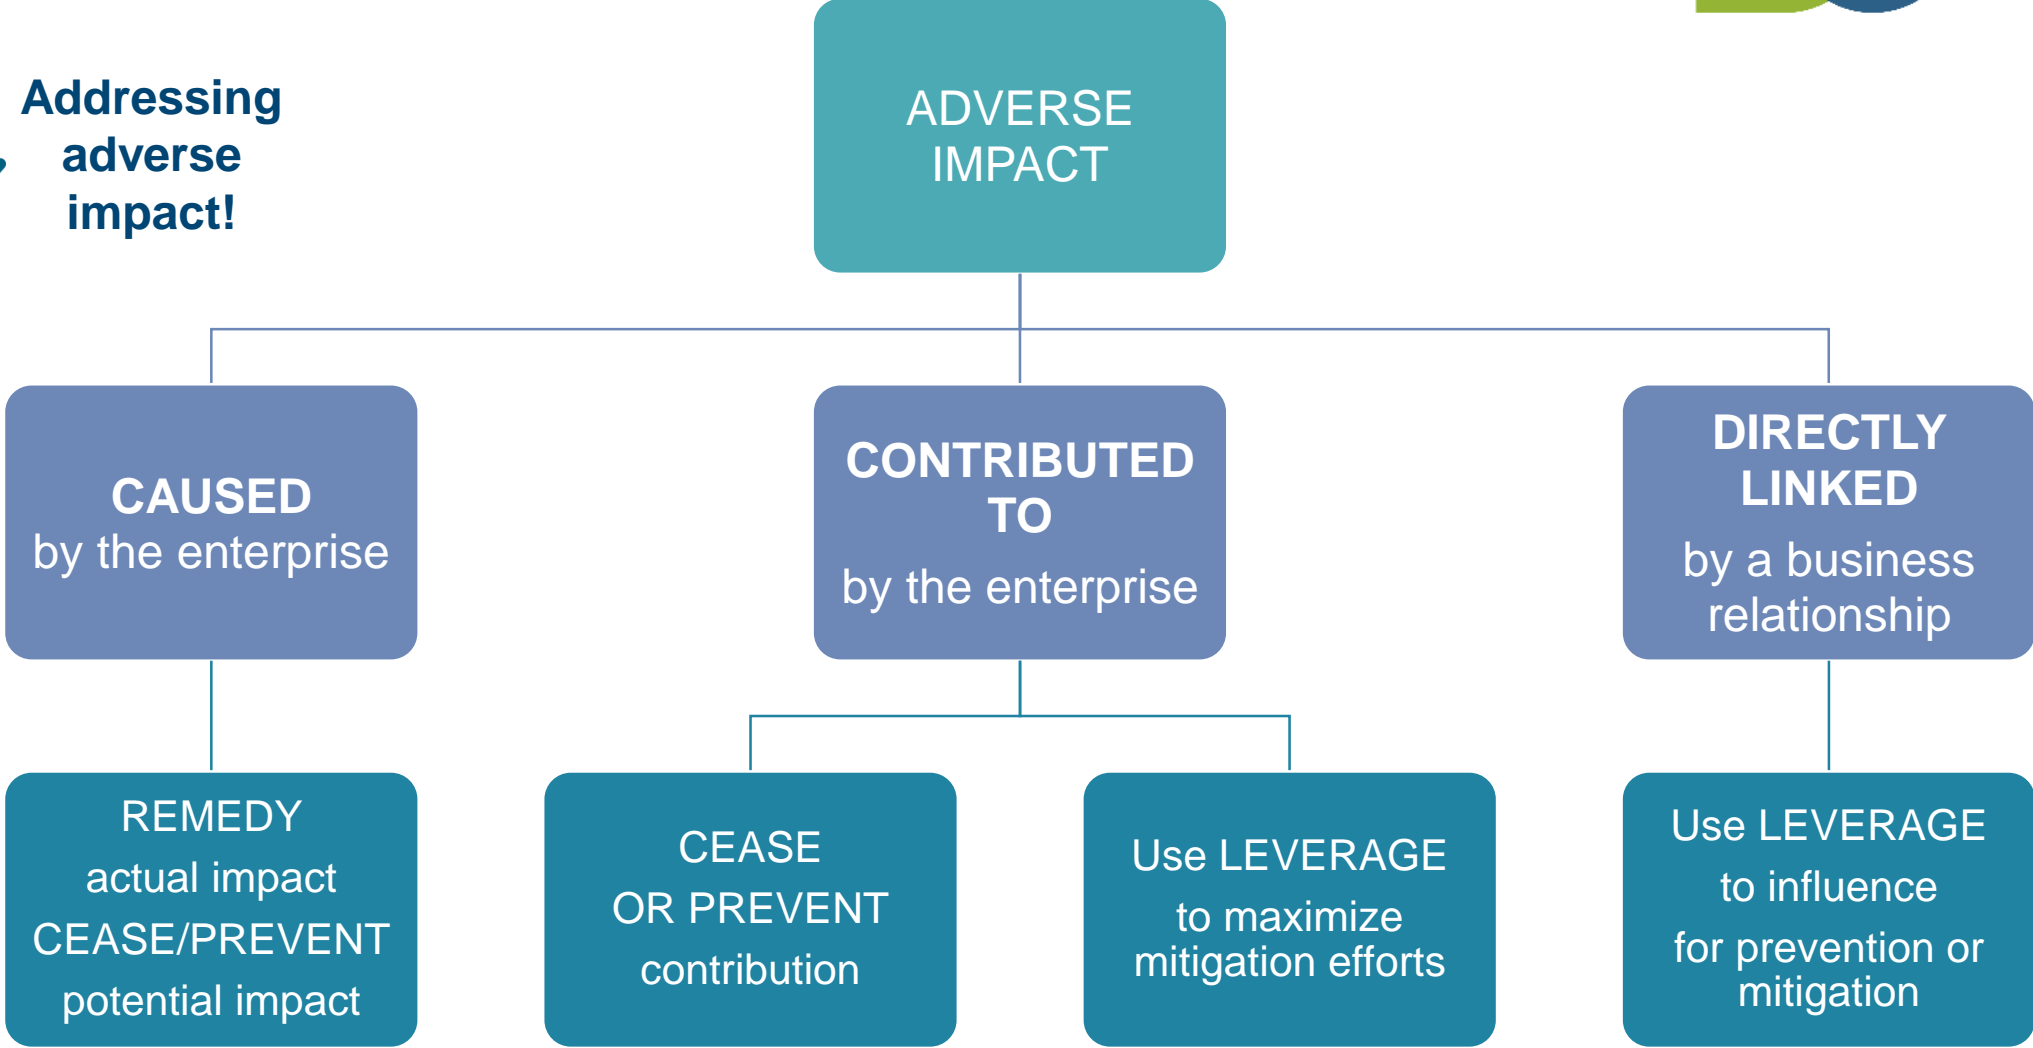 Addressing
adverse
impact!
ADVERSE
IMPACT
CAUSED
by the enterprise
CONTRIBUTED
TO
by the enterprise
DIRECTLY
LINKED
by a business
relationship
REMEDY
actual impact
CEASE/PREVENT
potential impact
CEASE
OR PREVENT
contribution
Use LEVERAGE
to maximize
mitigation efforts
Use LEVERAGE
to influence
for prevention or
mitigation